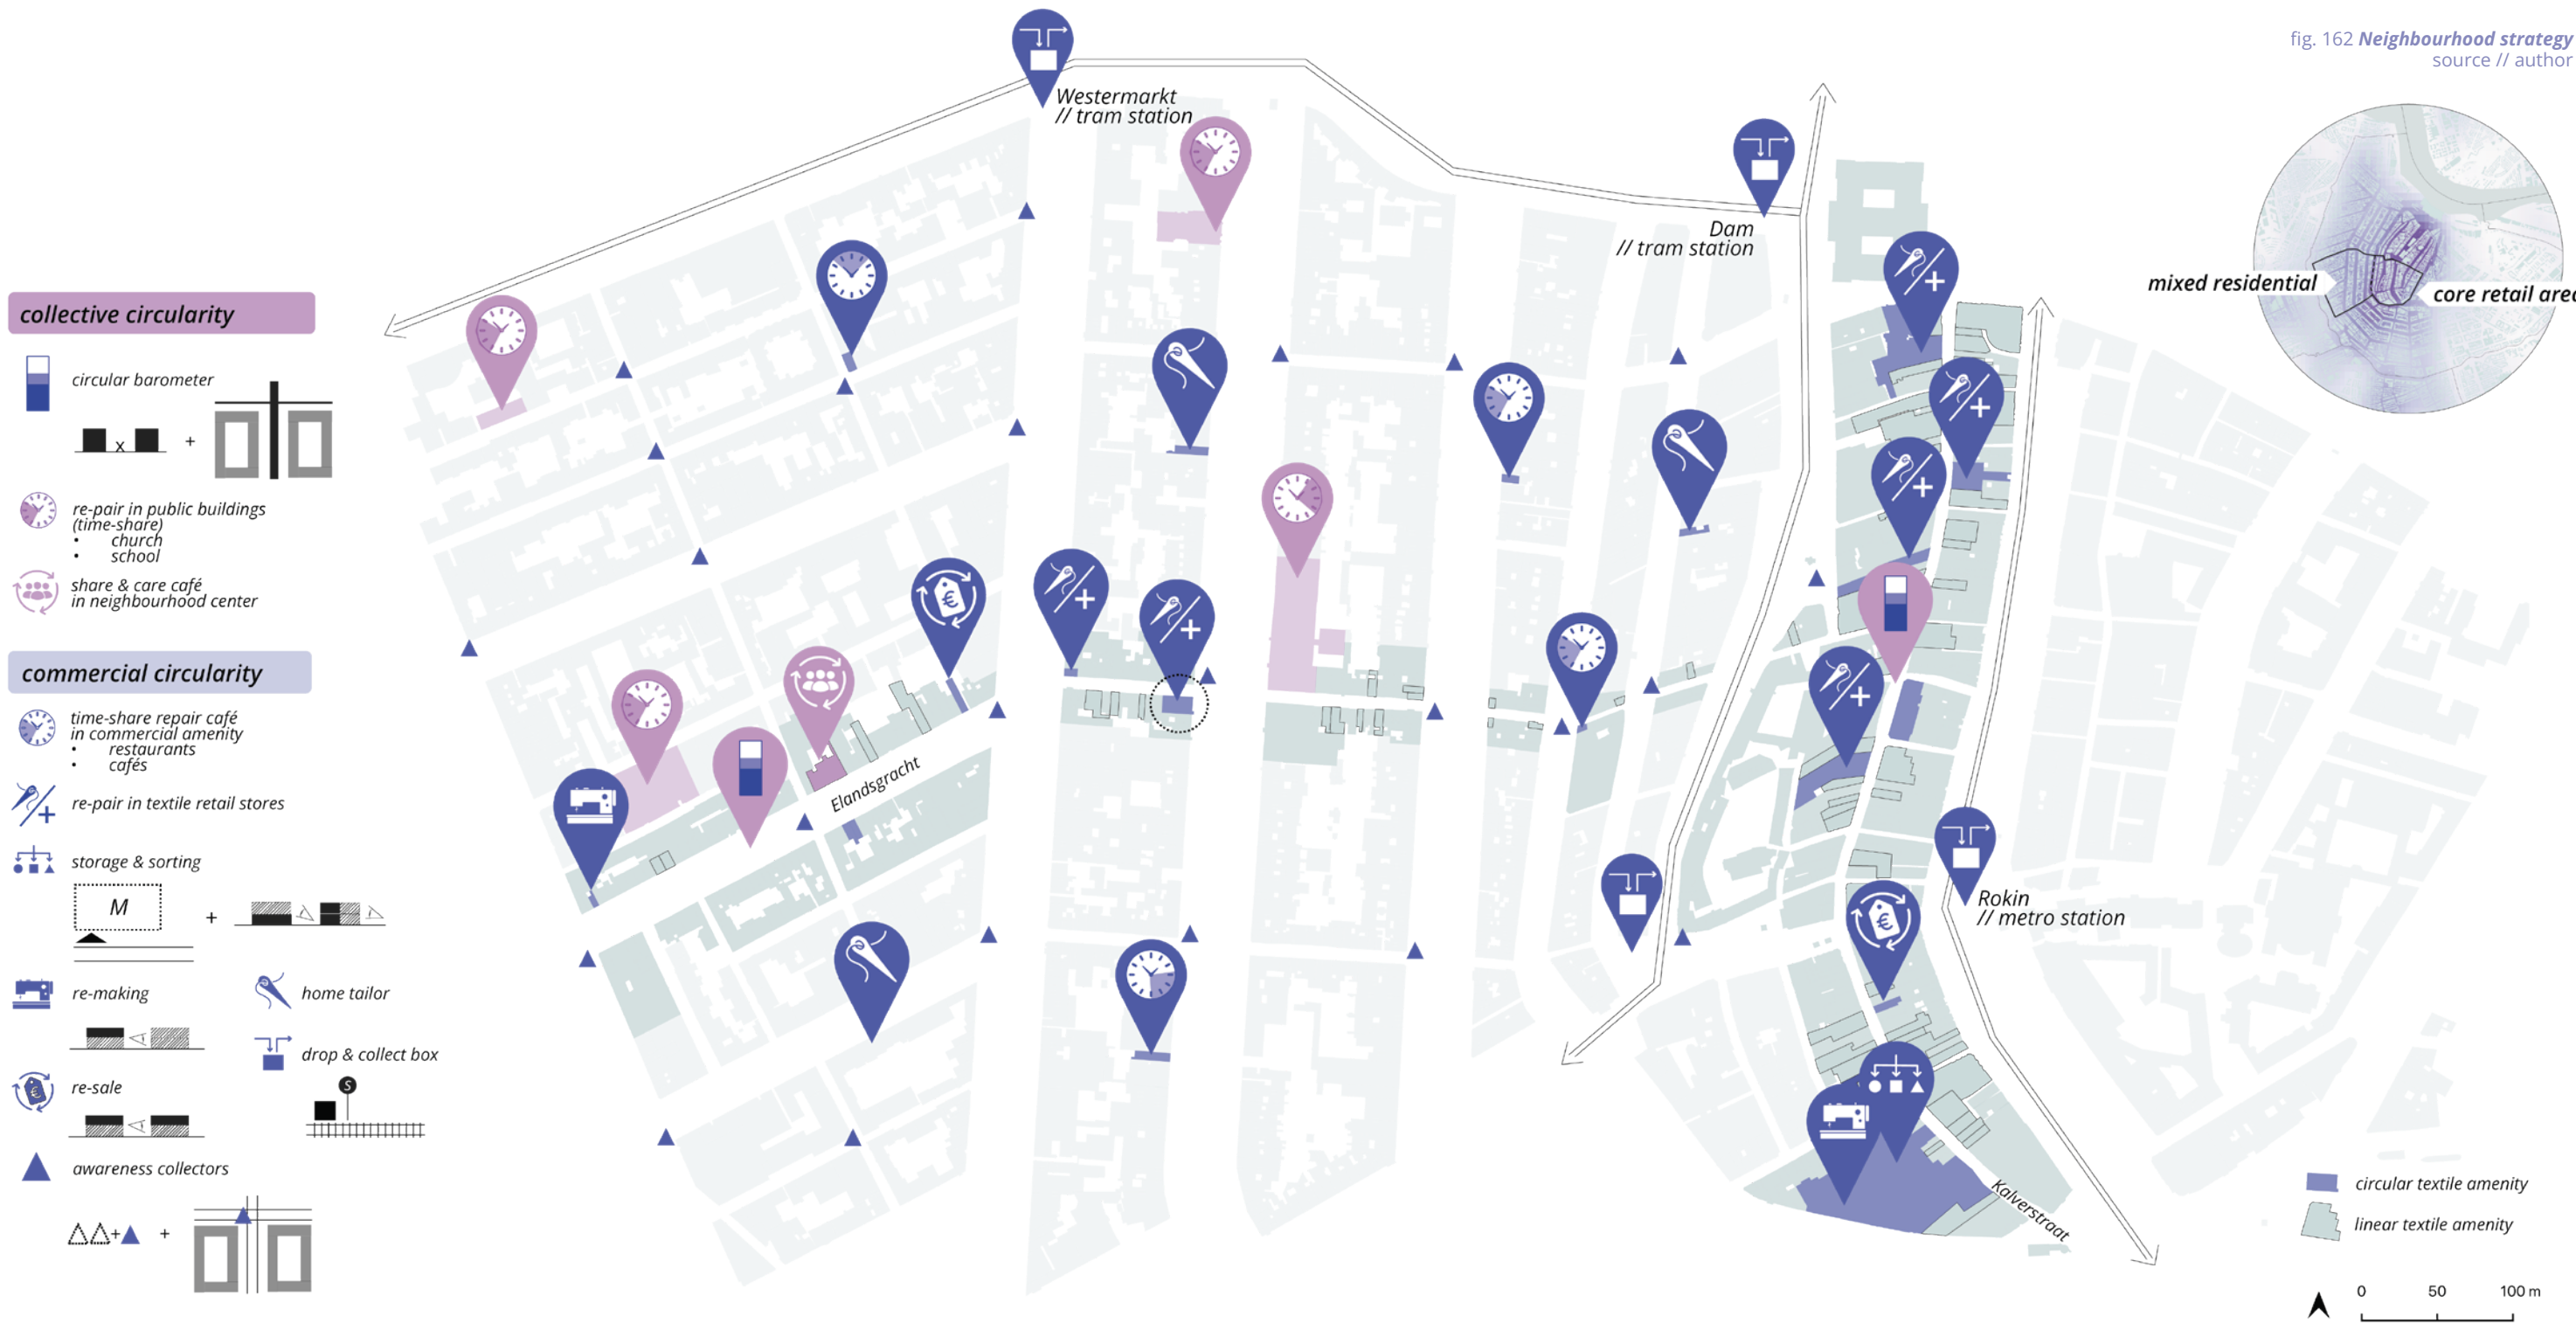 fig. 162 Neighbourhood strategy
source // author
Westermarkt
// tram station
Dam
// tram station
mixed residential
core retail area
collective circularity
circular barometer
x
+
re-pair in public buildings
(time-share)
• church
• school
share & care café
in neighbourhood center
commercial circularity
time-share repair café
in commercial amenity
• restaurants
• cafés
re-pair in textile retail stores
storage & sorting
M
+
re-making
home tailor
drop & collect box
re-sale
S
awareness collectors
+
+
Elandsgracht
Rokin
// metro station
Kalverstraat
circular textile amenity
linear textile amenity
0 50 100 m